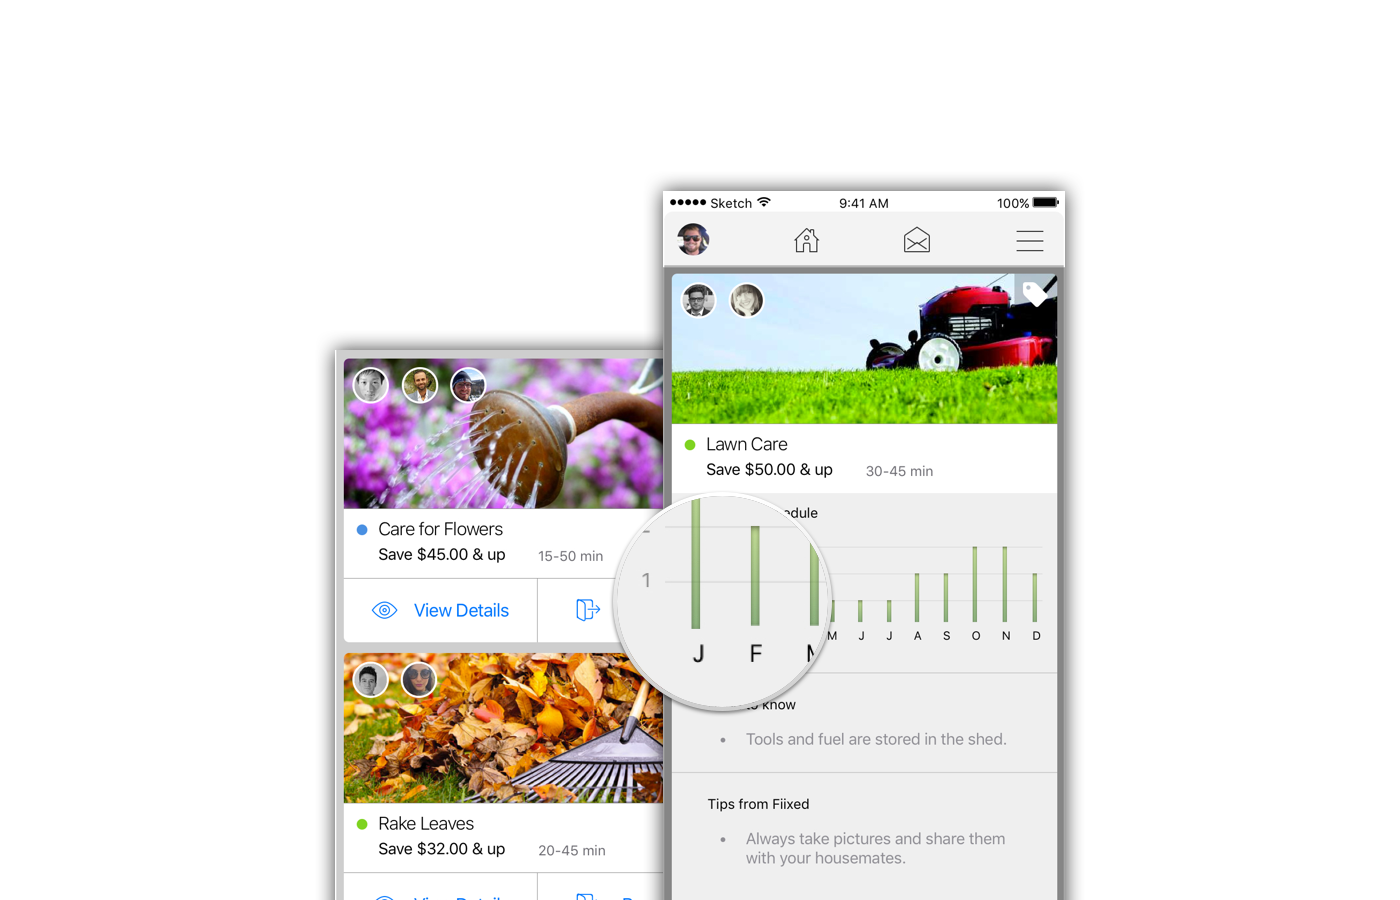 Sketch
9:41 AM
100%
Lawn Care
Save $50.00 & up
30-45 min
1
J F
M J J A S O N D
know
• Tools and fuel are stored in the shed.
Tips from Fiixed
• Always take pictures and share them
with your housemates.
Care for Flowers
Save $45.00 & up
15-50 min
View Details
Rake Leaves
Save $32.00 & up
20-45 min